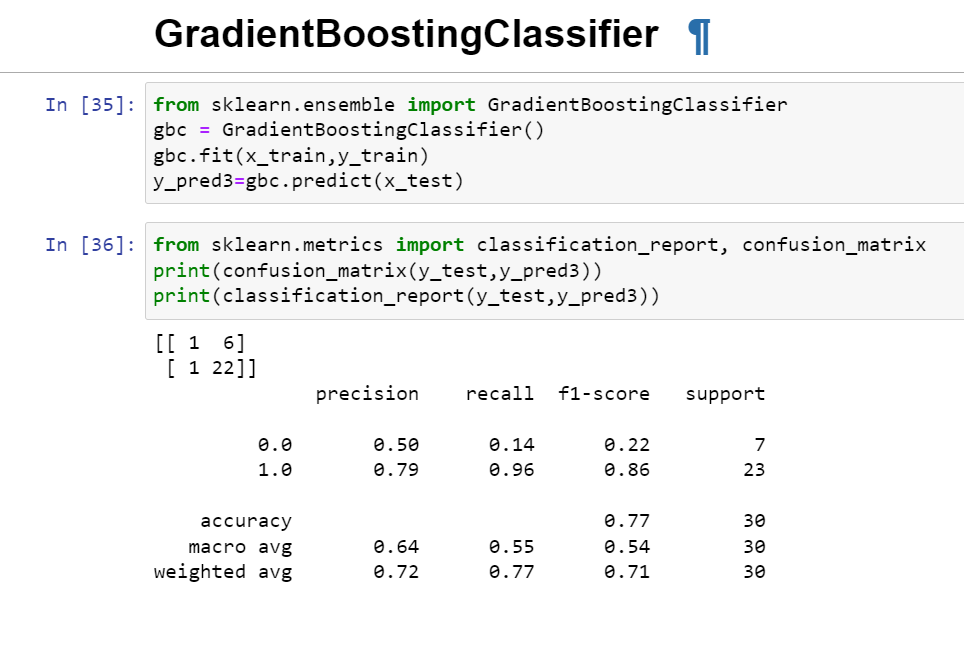 GradientBoostingClassifier ¶
In [35]: from sklearn.ensemble import GradientBoostingClassifier
gbc = GradientBoostingClassifier()
gbc.fit(x_train,y_train)
y_pred3=gbc.predict(x_test)
In [36]: from sklearn.metrics import classification_report, confusion_matrix
print(confusion_matrix(y_test,y_pred3))
print(classification_report(y_test,y_pred3))
[[ 1  6]
 [ 1 22]]
              precision    recall  f1-score   support
         0.0       0.50      0.14      0.22         7
         1.0       0.79      0.96      0.86        23
    accuracy                           0.77        30
   macro avg       0.64      0.55      0.54        30
weighted avg       0.72      0.77      0.71        30